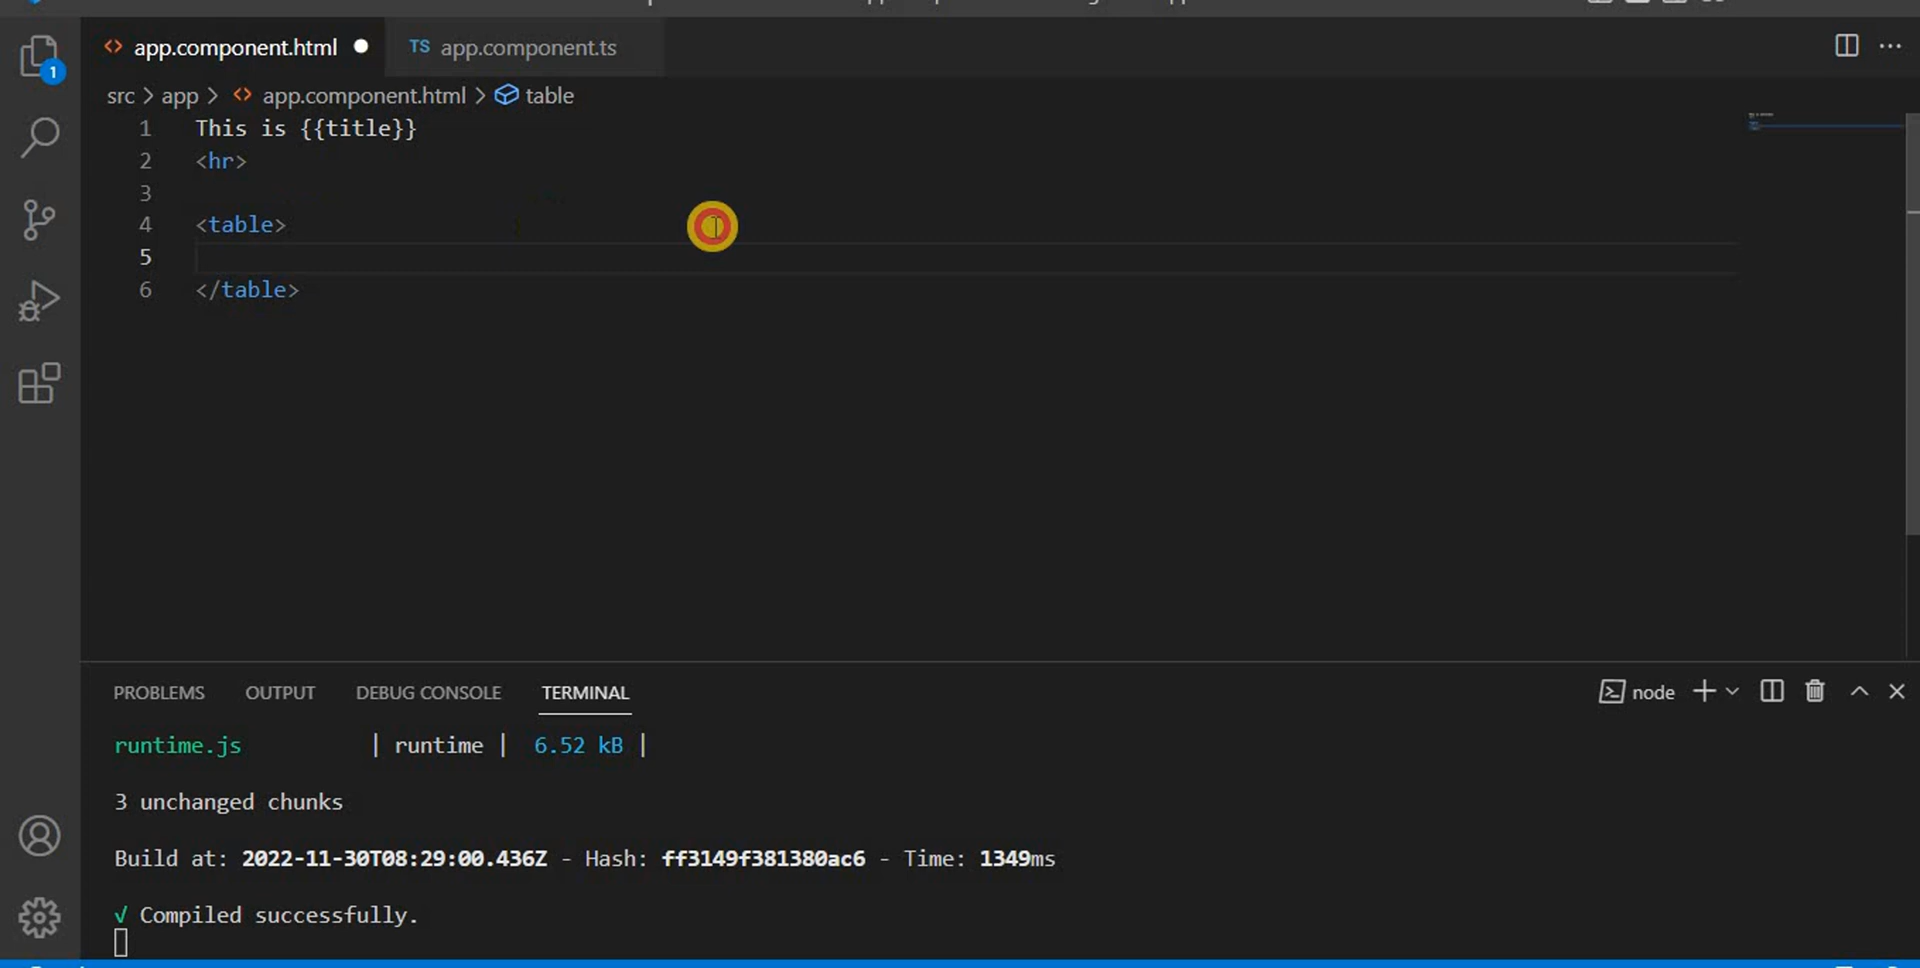 app.component.html
TS app.component.ts
1
src > app > <> app.component.html > table
1 This is {{title}}
2 <hr>
3
4 <table>
5
6 </table>
PROBLEMS OUTPUT DEBUG CONSOLE TERMINAL
node
runtime.js | runtime | 6.52 kB |
3 unchanged chunks
Build at: 2022-11-30T08:29:00.436Z - Hash: ff3149f381380ac6 - Time: 1349ms
√ Compiled successfully.